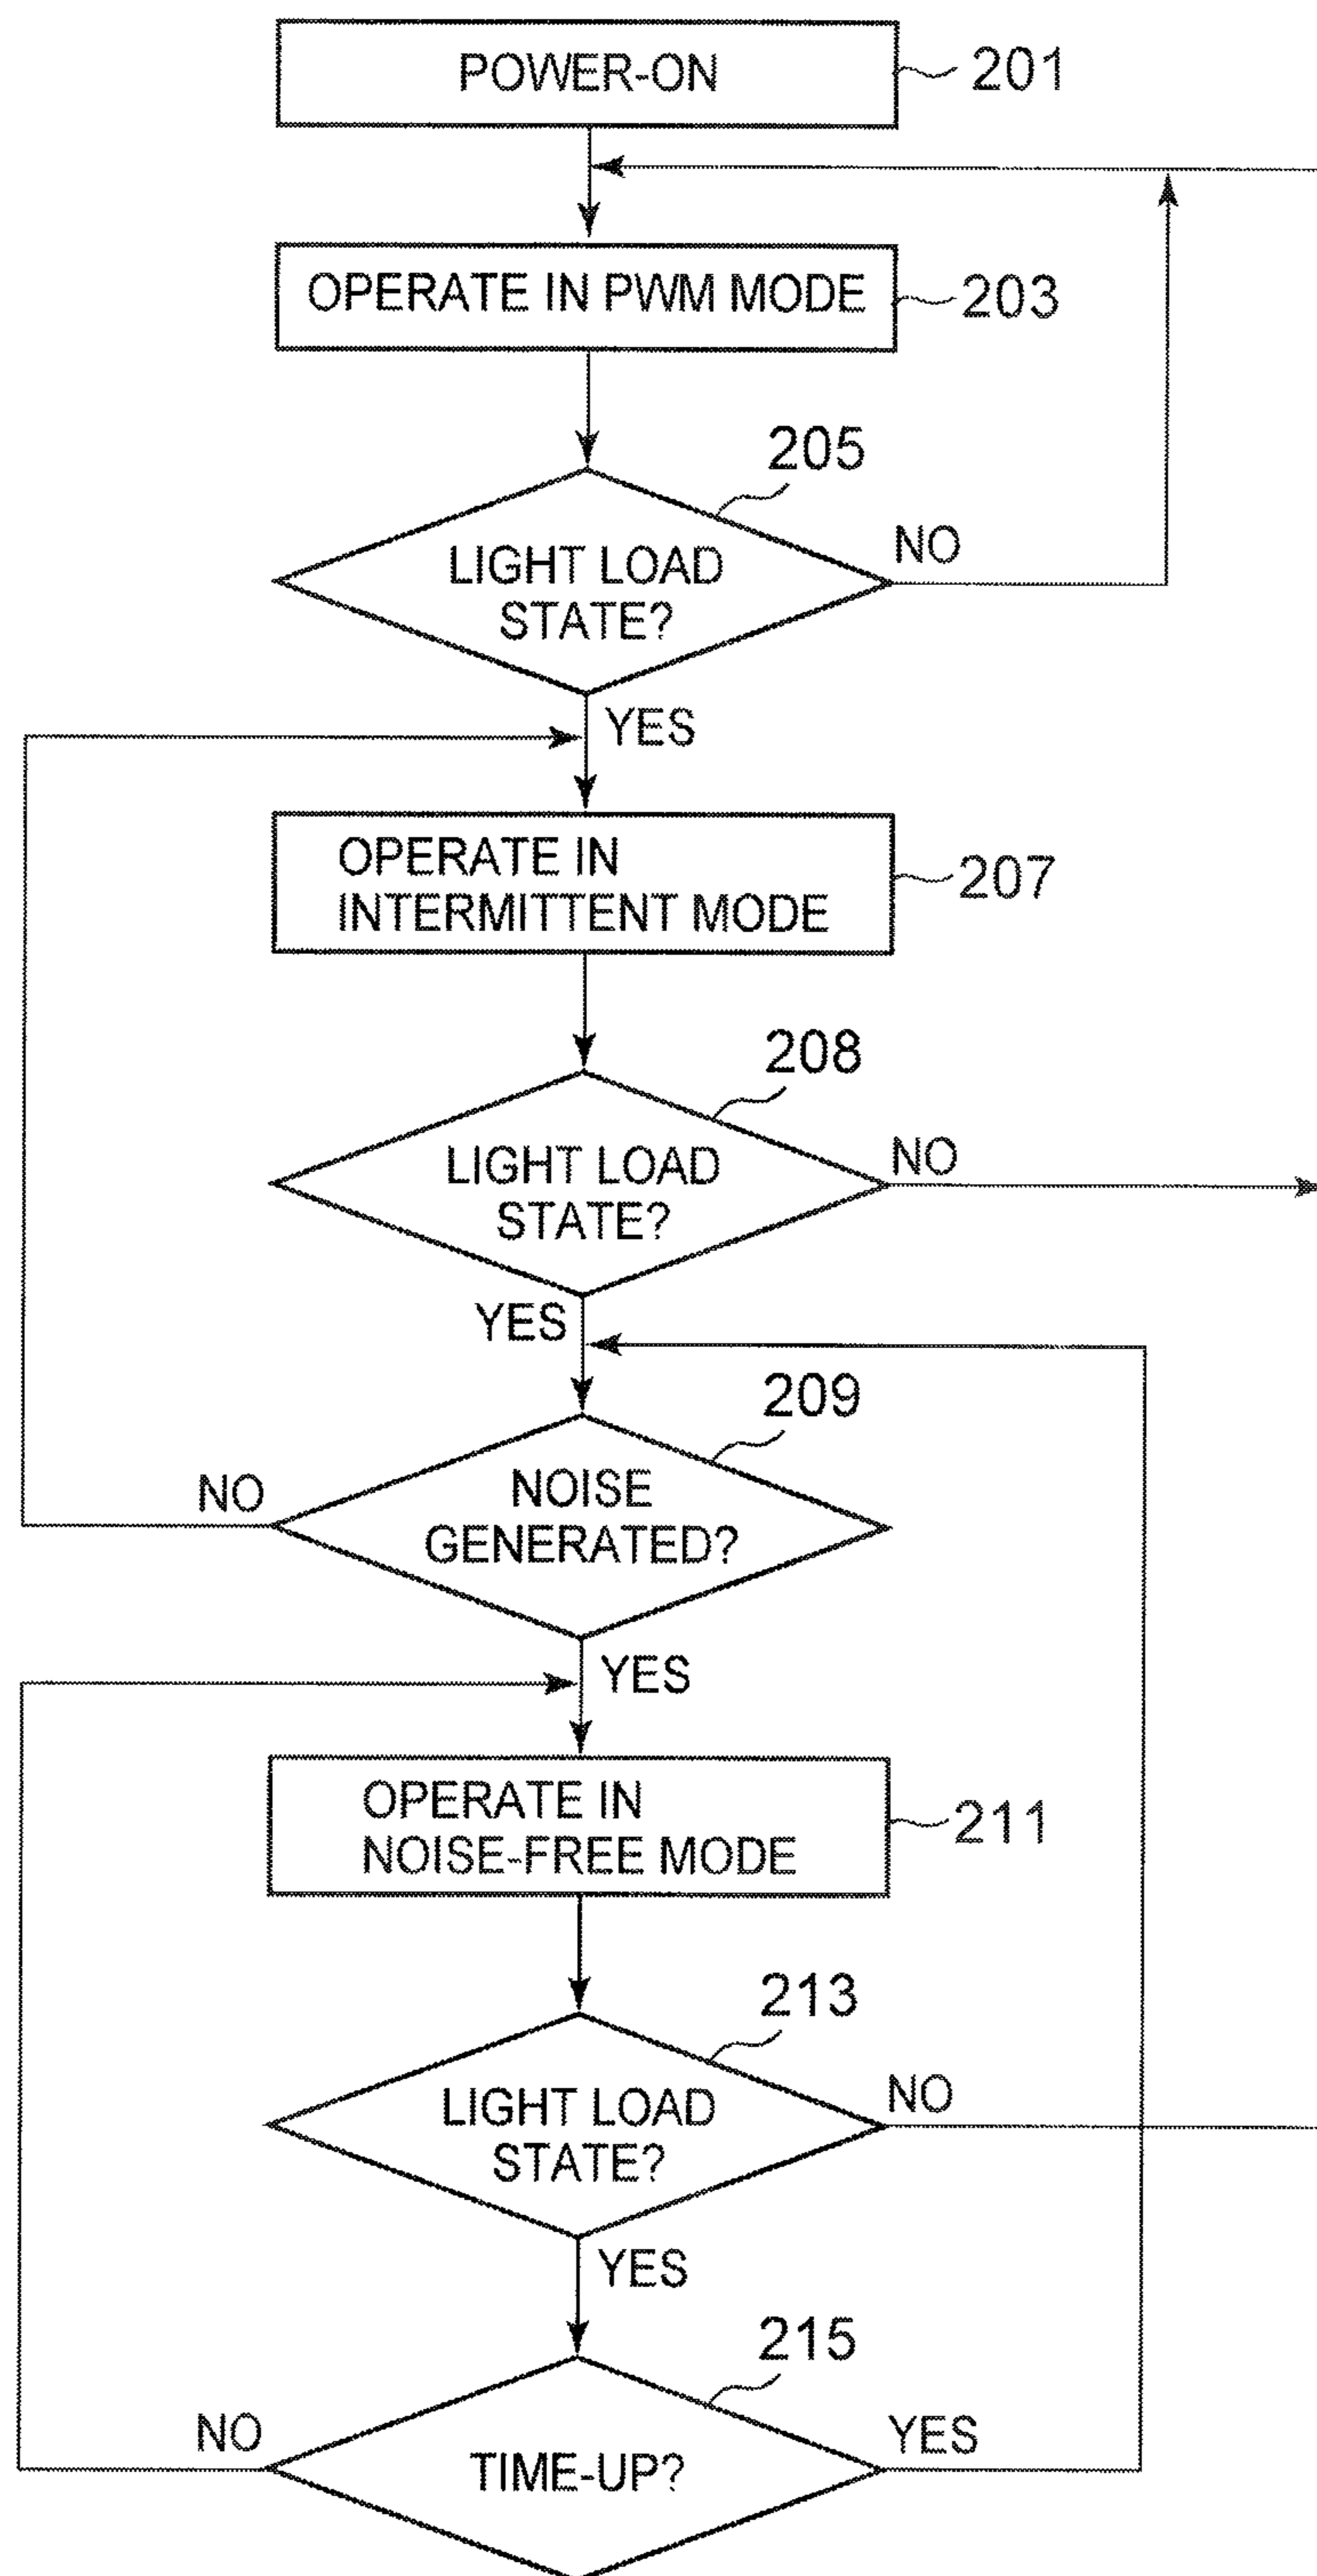 POWER-ON
201
OPERATE IN PWM MODE
203
205
LIGHT LOAD
STATE?
NO
YES
OPERATE IN
INTERMITTENT MODE
207
208
LIGHT LOAD
STATE?
NO
YES
209
NOISE
GENERATED?
NO
YES
OPERATE IN
NOISE-FREE MODE
211
213
LIGHT LOAD
STATE?
NO
YES
215
TIME-UP?
NO
YES